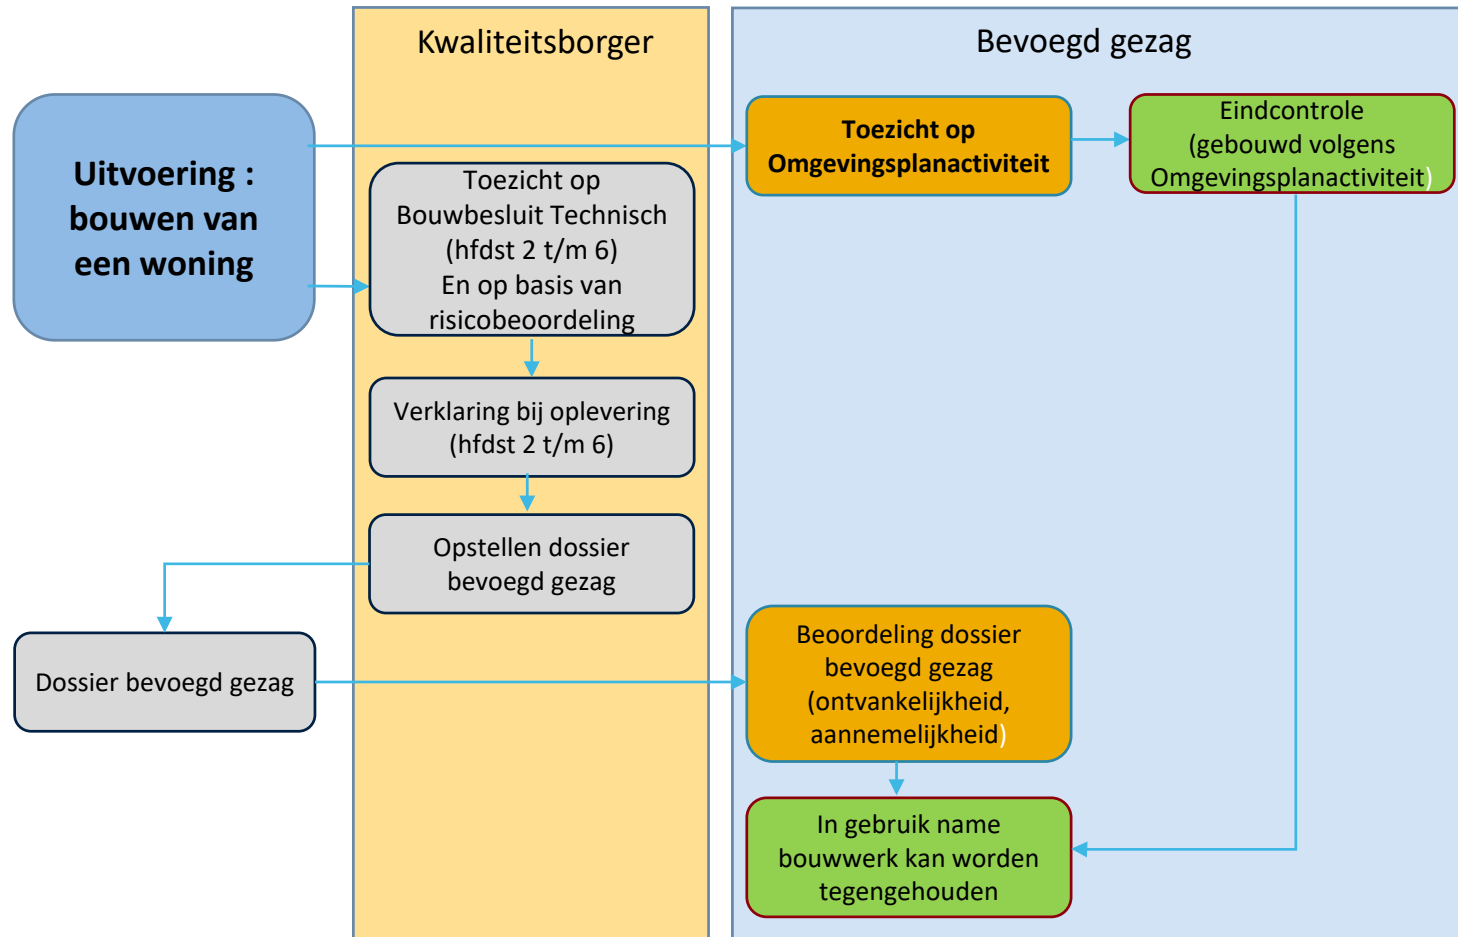 Kwaliteitsborger
Bevoegd gezag
Uitvoering :
bouwen van
een woning
Toezicht op
Omgevingsplanactiviteit
Eindcontrole
(gebouwd volgens
Omgevingsplanactiviteit)
Toezicht op
Bouwbesluit Technisch
(hfdst 2 t/m 6)
En op basis van
risicobeoordeling
Verklaring bij oplevering
(hfdst 2 t/m 6)
Opstellen dossier
bevoegd gezag
Dossier bevoegd gezag
Beoordeling dossier
bevoegd gezag
(ontvankelijkheid,
aannemelijkheid)
In gebruik name
bouwwerk kan worden
tegengehouden